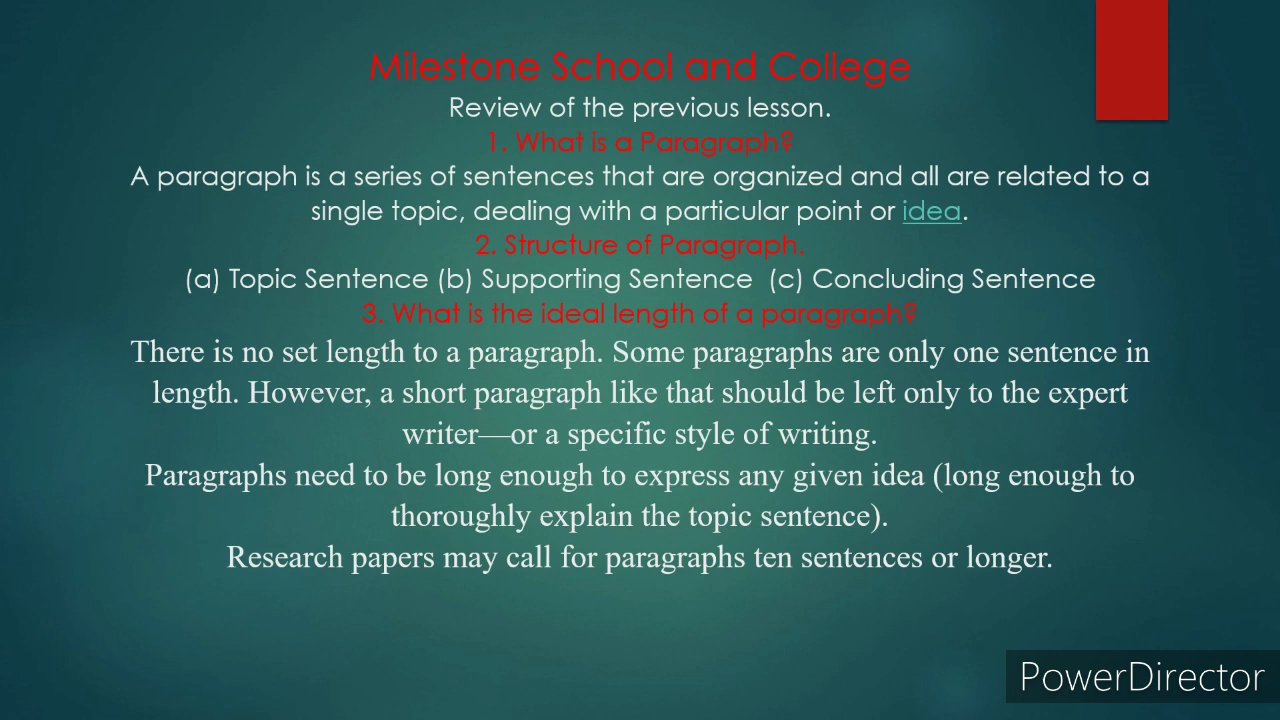 Milestone School and College
Review of the previous lesson.
1. What is a Paragraph?
A paragraph is a series of sentences that are organized and all are related to a
single topic, dealing with a particular point or idea.
2. Structure of Paragraph.
(a) Topic Sentence (b) Supporting Sentence  (c) Concluding Sentence
3. What is the ideal length of a paragraph?
There is no set length to a paragraph. Some paragraphs are only one sentence in
length. However, a short paragraph like that should be left only to the expert
writer—or a specific style of writing.
Paragraphs need to be long enough to express any given idea (long enough to
thoroughly explain the topic sentence).
Research papers may call for paragraphs ten sentences or longer.
PowerDirector